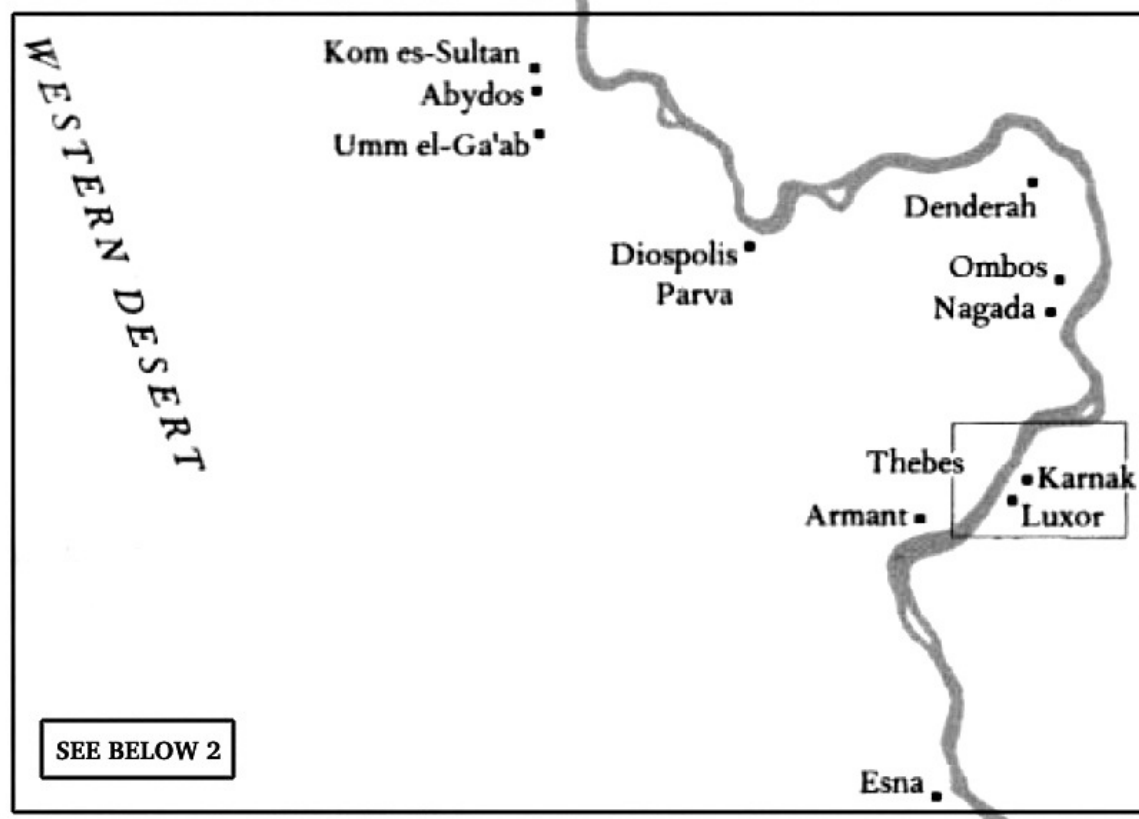 WESTERN DESERT
Kom es-Sultan
Abydos
Umm el-Ga'ab
Denderah
Diospolis
Parva
Ombos
Nagada
Thebes
Karnak
Armant
Luxor
SEE BELOW 2
Esna